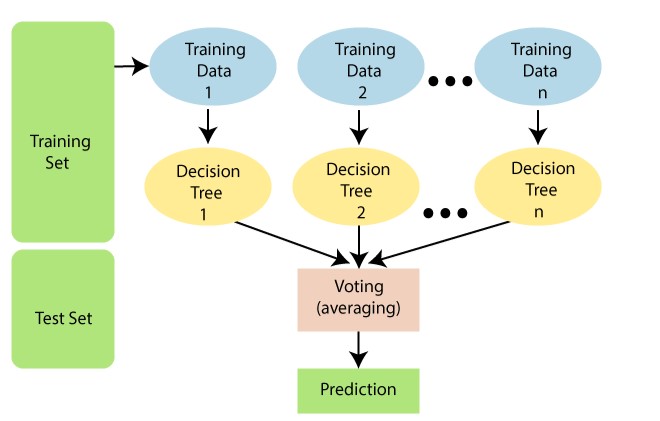 Training
Set
Training
Data
1
Training
Data
2
Training
Data
n
Decision
Tree
1
Decision
Tree
2
Decision
Tree
n
Test Set
Voting
(averaging)
Prediction